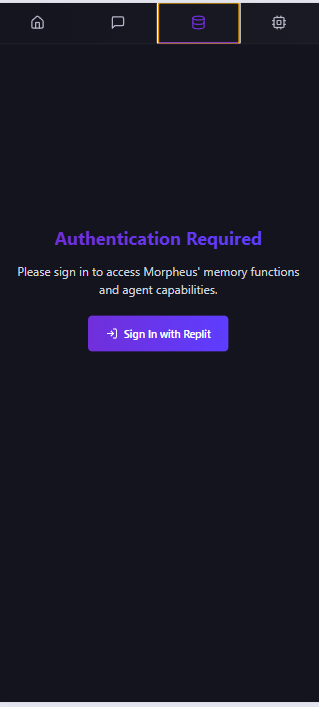 Authentication Required
Please sign in to access Morpheus' memory functions
and agent capabilities.
Sign In with Replit